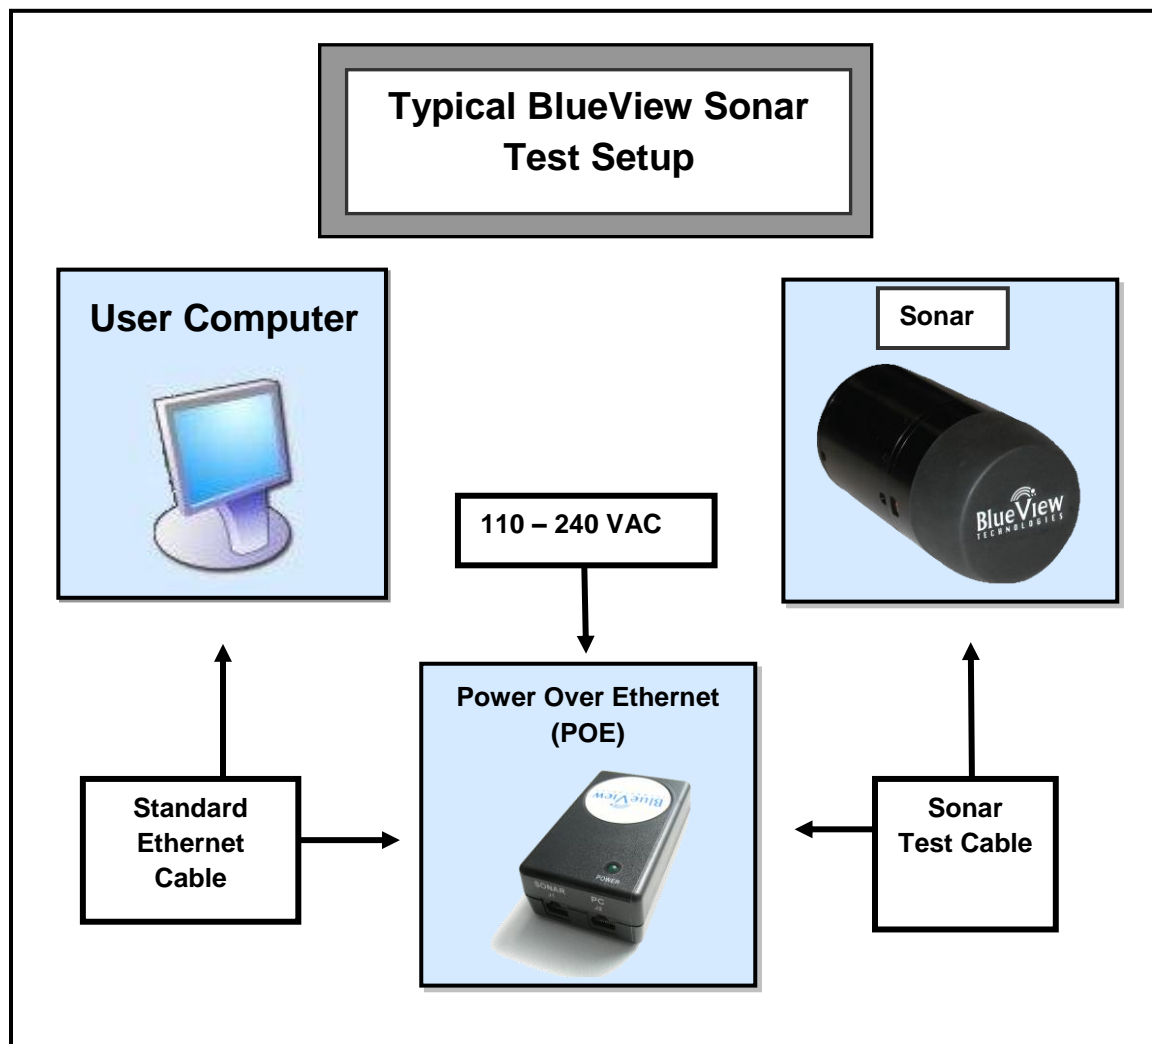 Typical BlueView Sonar
Test Setup
User Computer
Sonar
BlueView
TECHNOLOGIES
110 – 240 VAC
Power Over Ethernet
(POE)
BlueView
POWER
SONAR
PC
Standard
Ethernet
Cable
Sonar
Test Cable